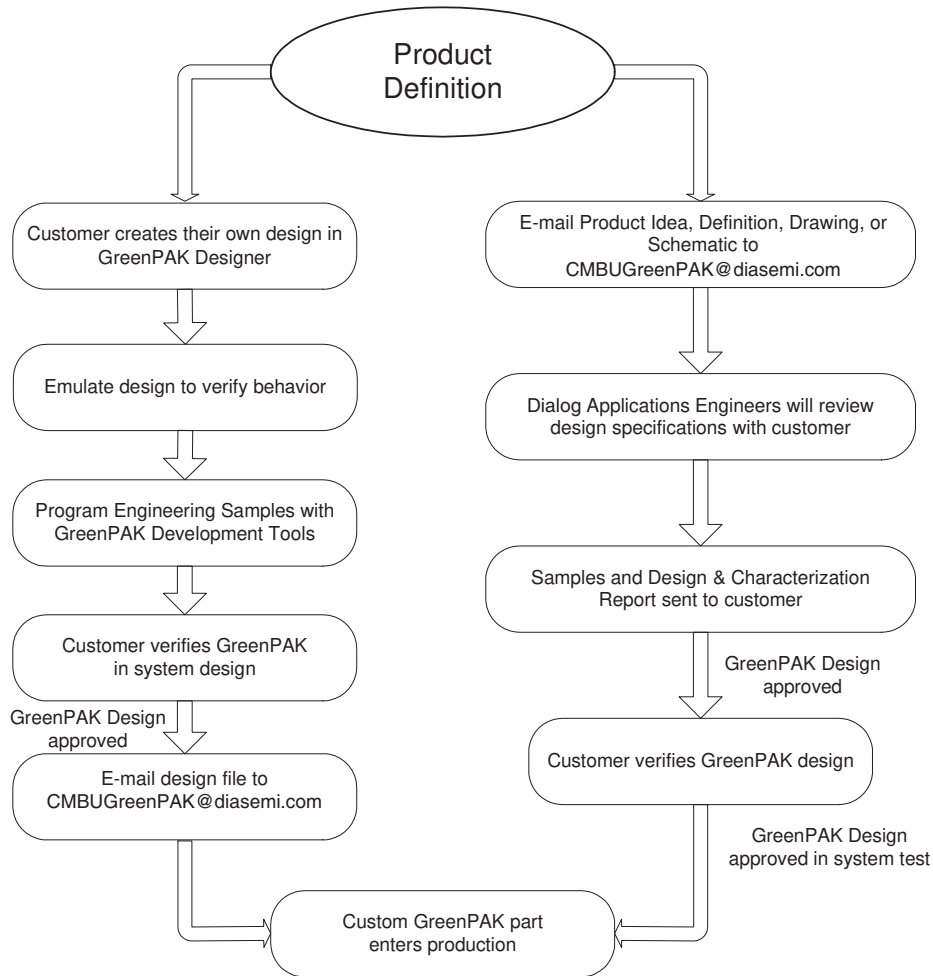 Product
Definition
Customer creates their own design in
GreenPAK Designer
Emulate design to verify behavior
Program Engineering Samples with
GreenPAK Development Tools
Customer verifies GreenPAK
in system design
GreenPAK Design
approved
E-mail design file to
CMBUGreenPAK@diasemi.com
E-mail Product Idea, Definition, Drawing, or
Schematic to
CMBUGreenPAK@diasemi.com
Dialog Applications Engineers will review
design specifications with customer
Samples and Design & Characterization
Report sent to customer
GreenPAK Design
approved
Customer verifies GreenPAK design
GreenPAK Design
approved in system test
Custom GreenPAK part
enters production